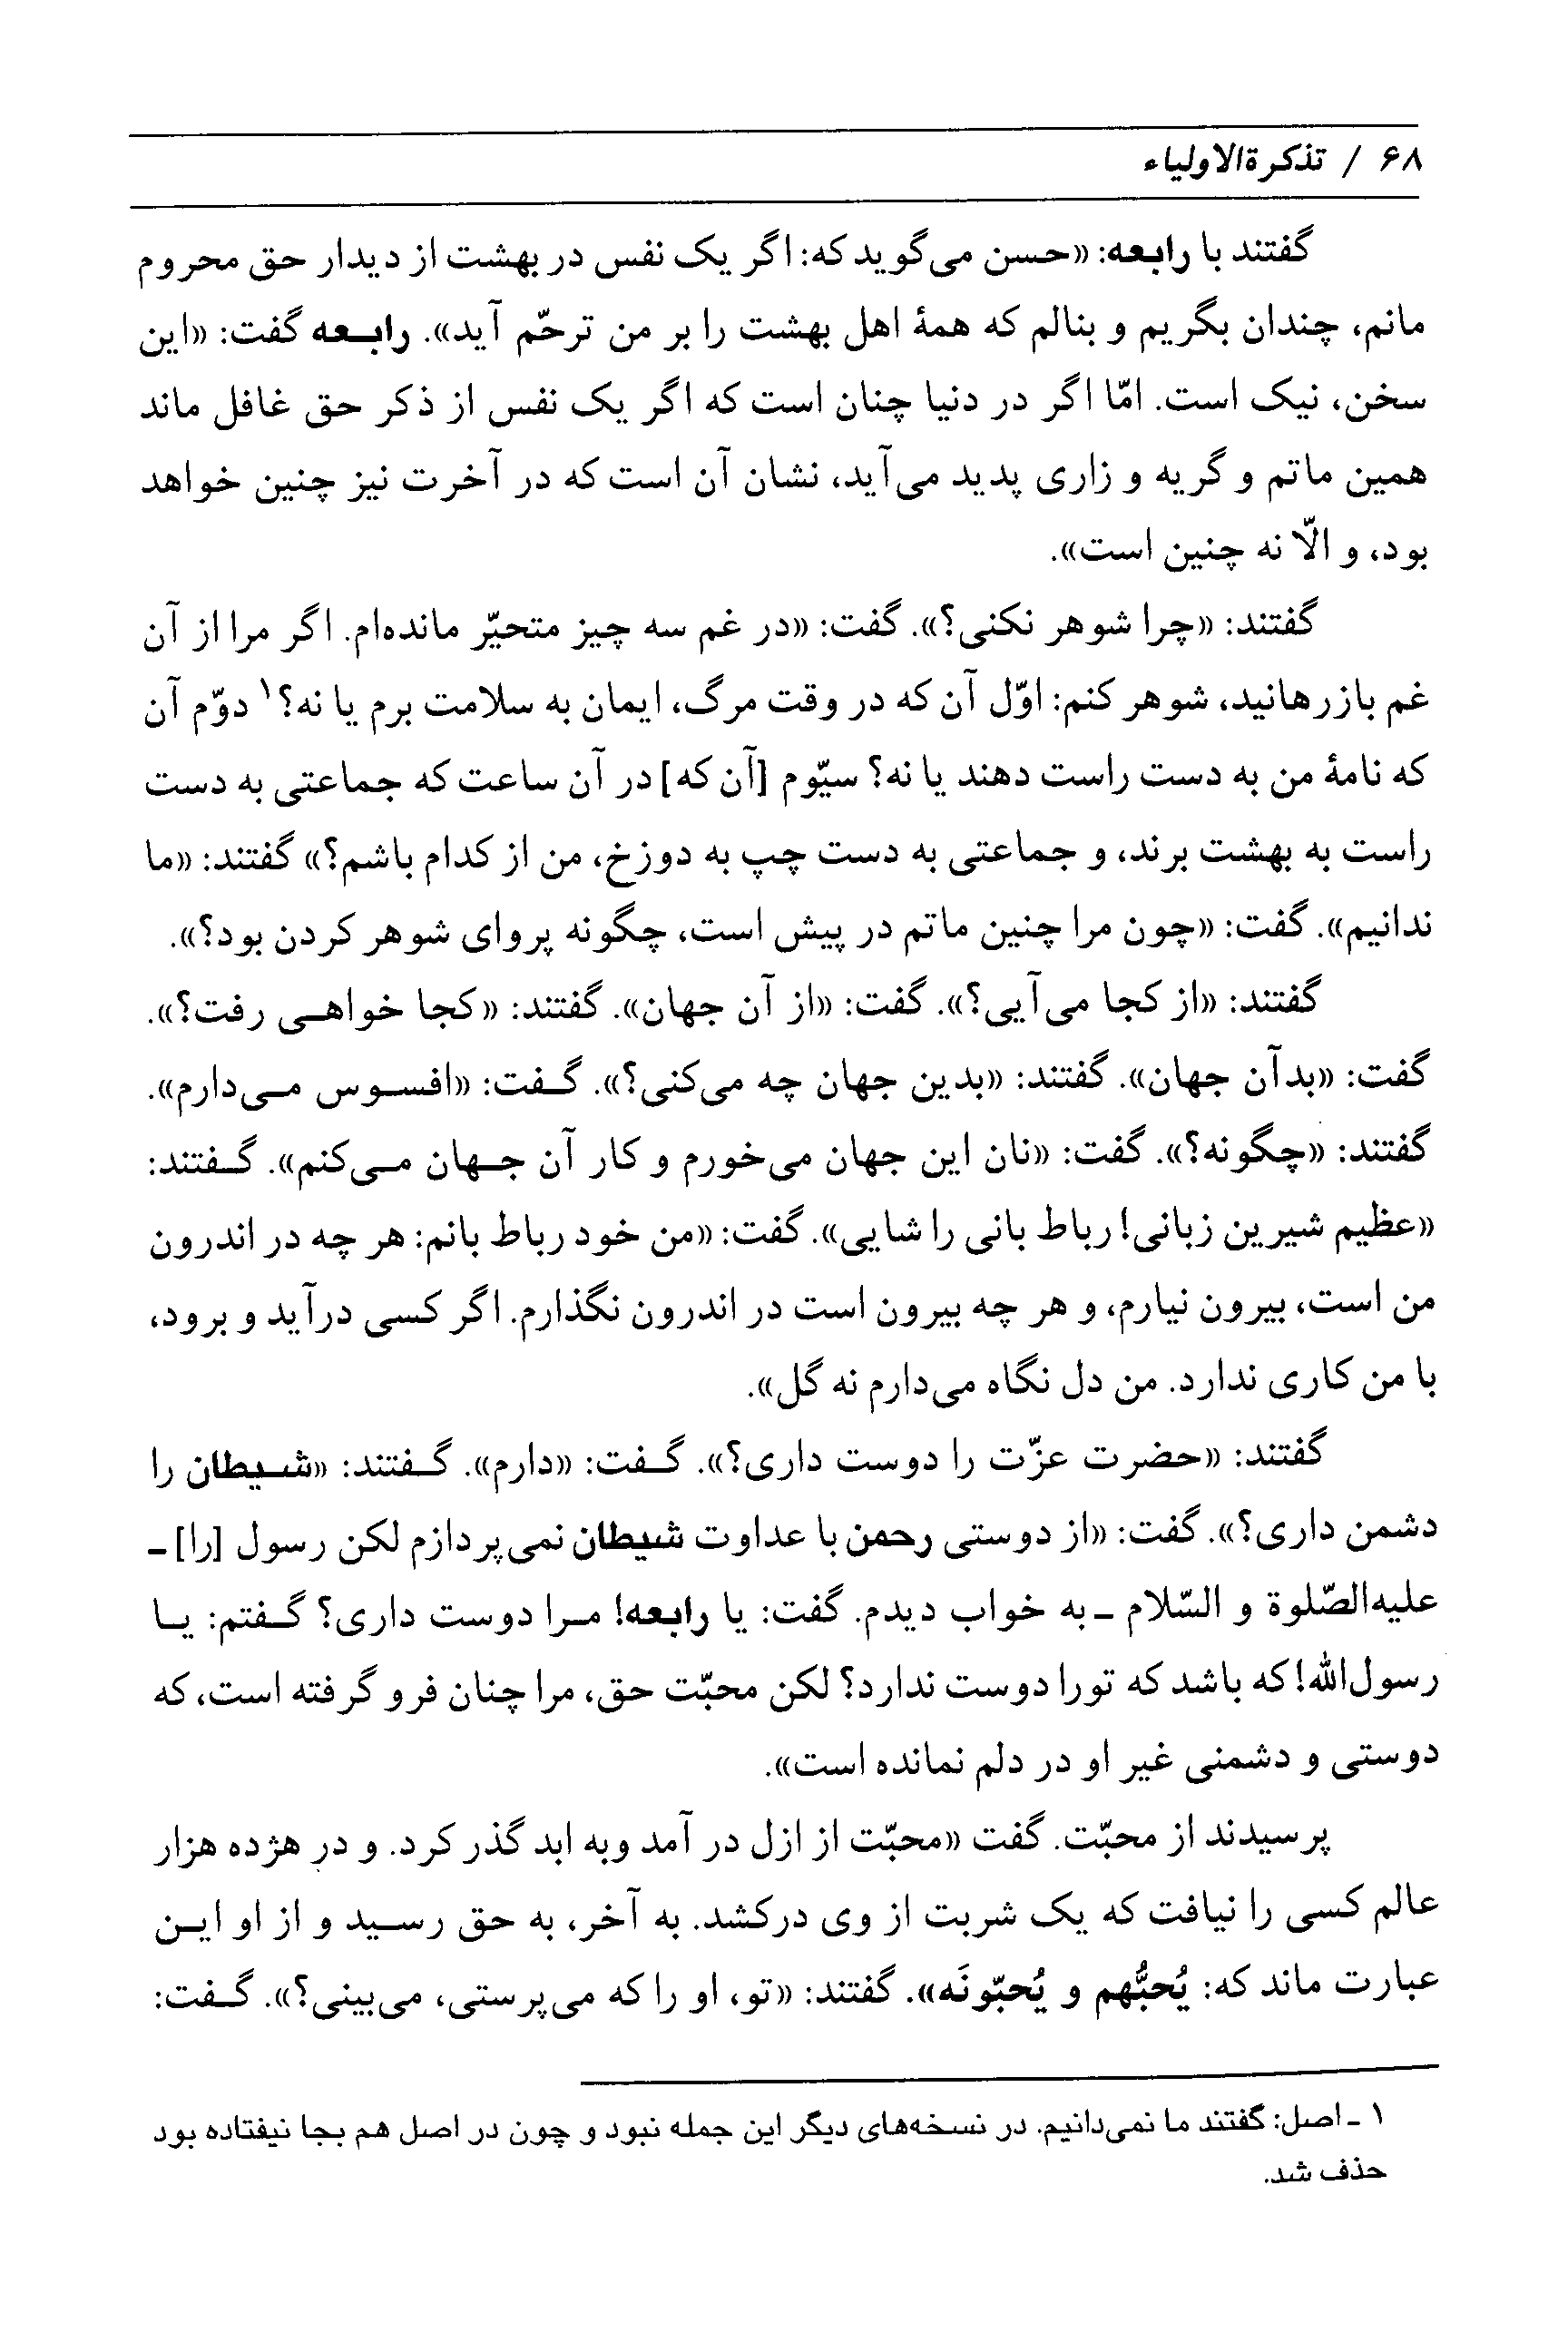 ۶۸ / تذکرةالاولیاء
گفتند با رابعه: «حسن می‌گوید که: اگر یک نفس در بهشت از دیدار حق محروم
مانم، چندان بگریم و بنالم که همهٔ اهل بهشت را بر من ترحّم آید». رابعه گفت: «این
سخن، نیک است. امّا اگر در دنیا چنان است که اگر یک نفس از ذکر حق غافل ماند
همین ماتم و گریه و زاری پدید می‌آید، نشان آن است که در آخرت نیز چنین خواهد
بود، و الّا نه چنین است».
گفتند: «چرا شوهر نکنی؟». گفت: «در غم سه چیز متحیّر مانده‌ام. اگر مرا از آن
غم بازرهانید، شوهر کنم: اوّل آن که در وقت مرگ، ایمان به سلامت برم یا نه؟۱ دوّم آن
که نامهٔ من به دست راست دهند یا نه؟ سیّوم [آن که] در آن ساعت که جماعتی به دست
راست به بهشت برند، و جماعتی به دست چپ به دوزخ، من از کدام باشم؟» گفتند: «ما
ندانیم». گفت: «چون مرا چنین ماتم در پیش است، چگونه پروای شوهر کردن بود؟».
گفتند: «از کجا می‌آیی؟». گفت: «از آن جهان». گفتند: «کجا خواهی رفت؟».
گفت: «بدآن جهان». گفتند: «بدین جهان چه می‌کنی؟». گفت: «افسوس می‌دارم».
گفتند: «چگونه؟». گفت: «نان این جهان می‌خورم و کار آن جهان می‌کنم». گفتند:
«عظیم شیرین زبانی! رباط بانی را شایی». گفت: «من خود رباط بانم: هر چه در اندرون
من است، بیرون نیارم، و هر چه بیرون است در اندرون نگذارم. اگر کسی درآید و برود،
با من کاری ندارد. من دل نگاه می‌دارم نه گل».
گفتند: «حضرت عزّت را دوست داری؟». گفت: «دارم». گفتند: «شیطان را
دشمن داری؟». گفت: «از دوستی رحمن با عداوت شیطان نمی‌پردازم لکن رسول [را] ـ
علیه‌الصّلوة و السّلام ـ به خواب دیدم. گفت: یا رابعه! مرا دوست داری؟ گفتم: یا
رسول‌الله! که باشد که تورا دوست ندارد؟ لکن محبّت حق، مرا چنان فرو گرفته است، که
دوستی و دشمنی غیر او در دلم نمانده است».
پرسیدند از محبّت. گفت «محبّت از ازل در آمد وبه ابد گذر کرد. و در هژده هزار
عالم کسی را نیافت که یک شربت از وی درکشد. به آخر، به حق رسید و از او این
عبارت ماند که: یُحبُّهم و یُحبّونَه». گفتند: «تو، او را که می‌پرستی، می‌بینی؟». گفت:
۱ ـ اصل: گفتند ما نمی‌دانیم. در نسخه‌های دیگر این جمله نبود و چون در اصل هم بجا نیفتاده بود
حذف شد.